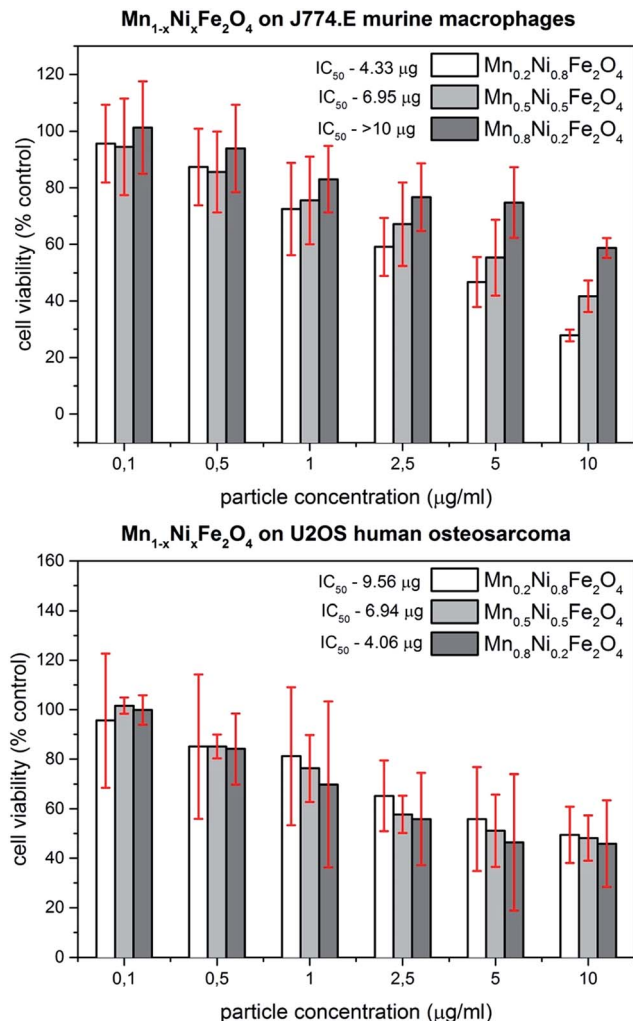 Mn₁₋ₓNiₓFe₂O₄ on J774.E murine macrophages
IC₅₀ - 4.33 µg Mn₀.₂Ni₀.₈Fe₂O₄
IC₅₀ - 6.95 µg Mn₀.₅Ni₀.₅Fe₂O₄
IC₅₀ - >10 µg Mn₀.₈Ni₀.₂Fe₂O₄
cell viability (% control)
120
100
80
60
40
20
0
0,1 0,5 1 2,5 5 10
particle concentration (µg/ml)
Mn₁₋ₓNiₓFe₂O₄ on U2OS human osteosarcoma
IC₅₀ - 9.56 µg Mn₀.₂Ni₀.₈Fe₂O₄
IC₅₀ - 6.94 µg Mn₀.₅Ni₀.₅Fe₂O₄
IC₅₀ - 4.06 µg Mn₀.₈Ni₀.₂Fe₂O₄
cell viability (% control)
160
140
120
100
80
60
40
20
0
0,1 0,5 1 2,5 5 10
particle concentration (µg/ml)